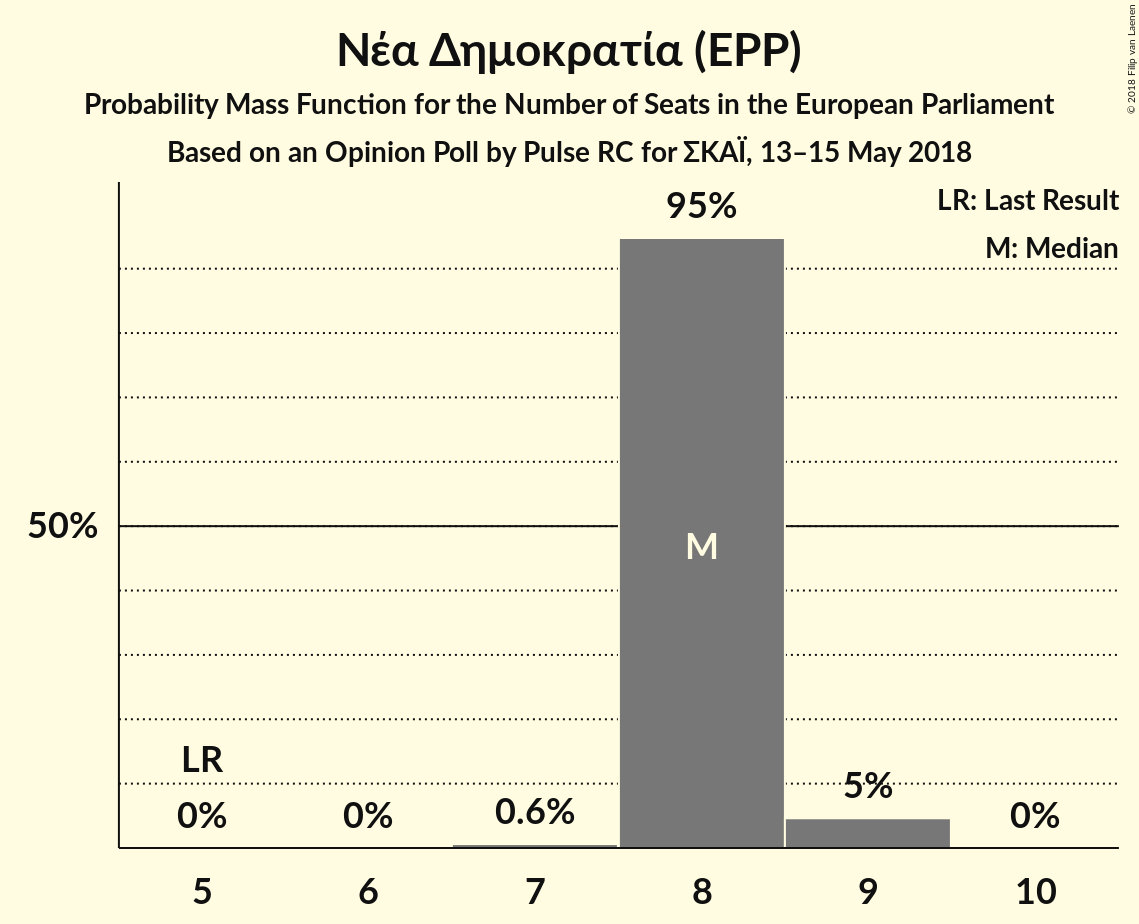 Νέα Δημοκρατία (EPP)
Probability Mass Function for the Number of Seats in the European Parliament
Based on an Opinion Poll by Pulse RC for ΣΚΑΪ, 13–15 May 2018
© 2018 Filip van Laenen
LR: Last Result
M: Median
95%
50%
M
LR
0%
0%
0.6%
5%
0%
5
6
7
8
9
10